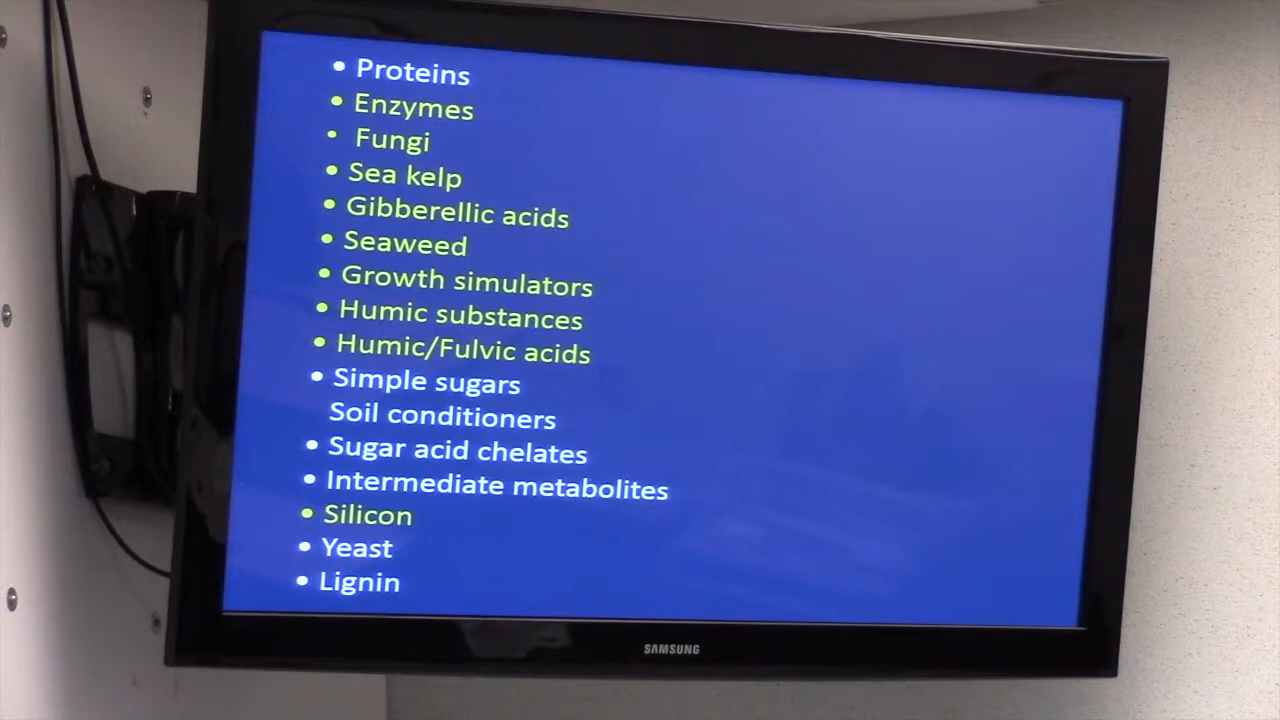 • Proteins
• Enzymes
• Fungi
• Sea kelp
• Gibberellic acids
• Seaweed
• Growth simulators
• Humic substances
• Humic/Fulvic acids
• Simple sugars
Soil conditioners
• Sugar acid chelates
• Intermediate metabolites
• Silicon
• Yeast
• Lignin
SAMSUNG